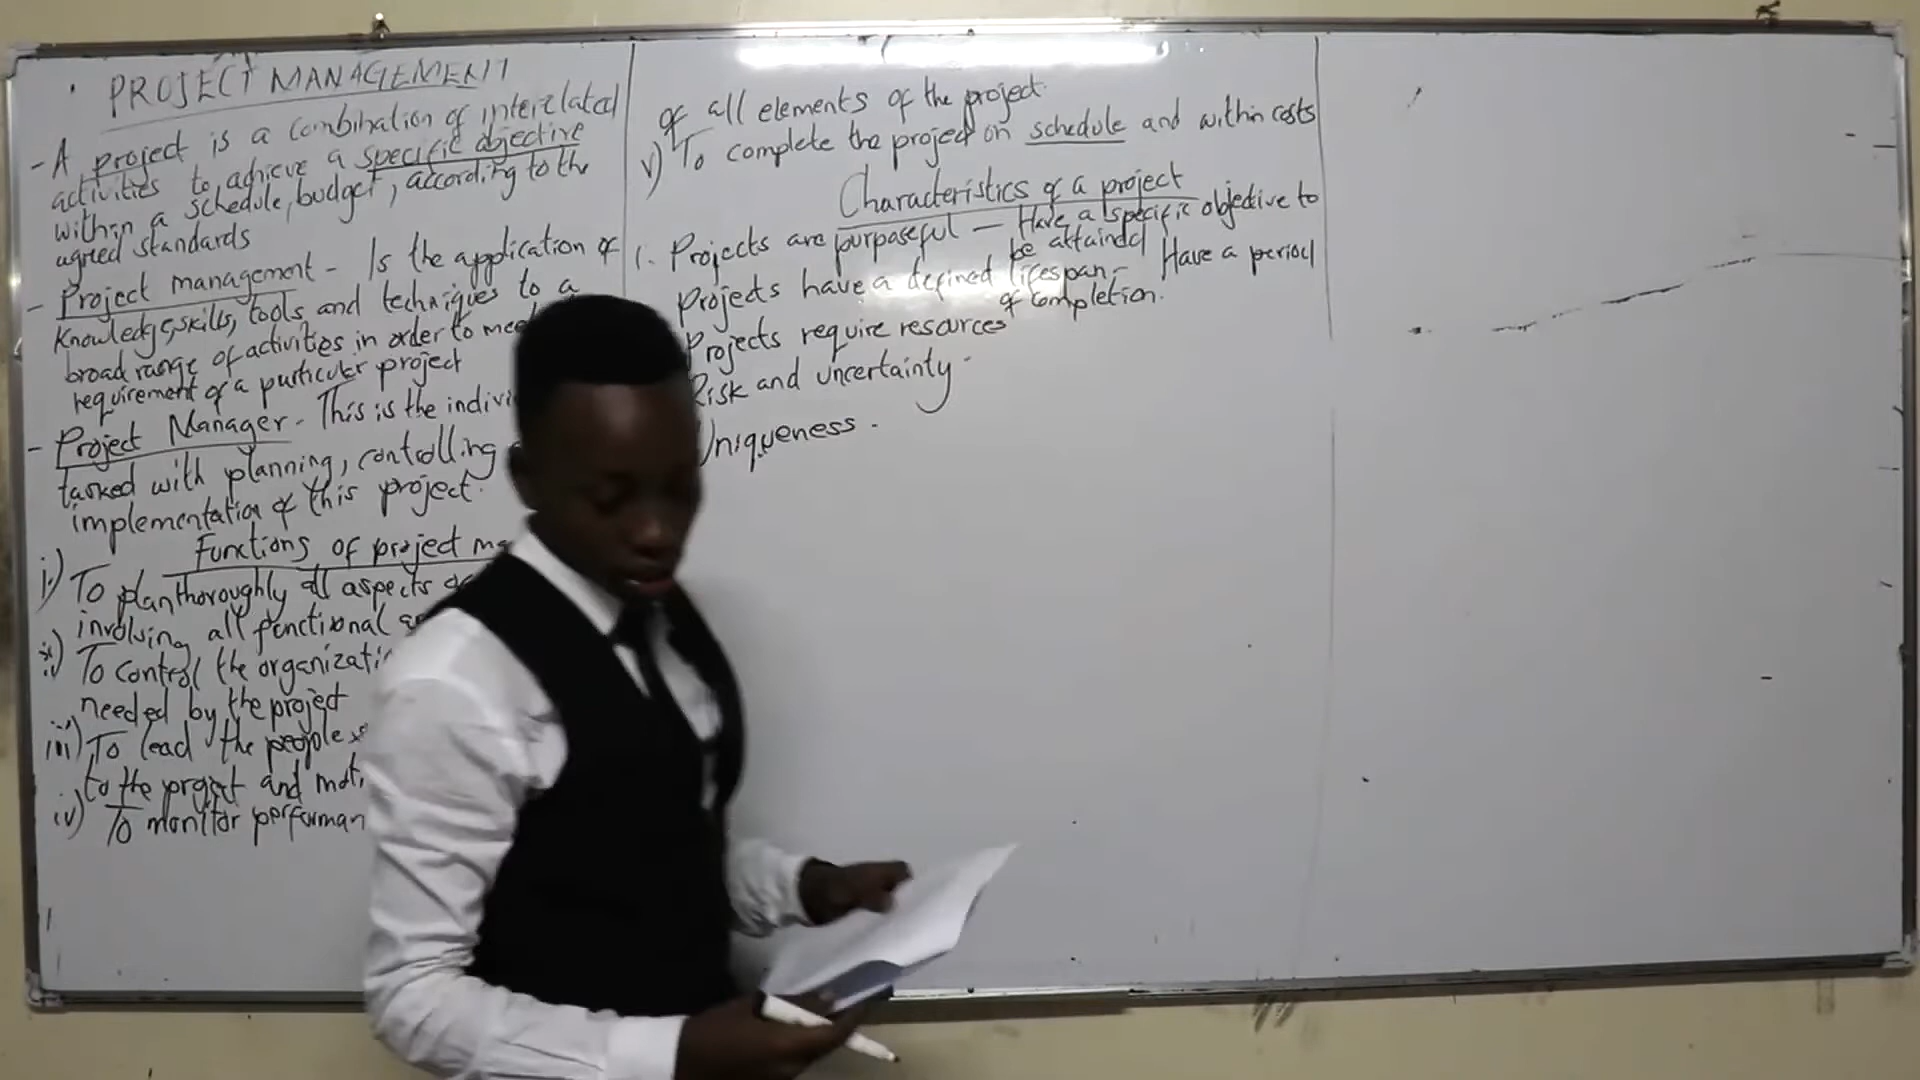 PROJECT MANAGEMENT
- A project is a combination of interelated
activities to achieve a specific objective
within a schedule, budget, according to the
agreed standards
- Project management - Is the application of
knowledge, skills, tools and techniques to a
broad range of activities in order to meet
requirement of a particular project
- Project Manager - This is the indivi
tasked with planning, controlling
implementation of this project.
Functions of project ma
i.) To plan thoroughly all aspects
involving all functional
ii) To control the organizati
needed by the project
iii) To lead the people
to the project and moti
iv) To monitor performan
of all elements of the project.
v) To complete the project on schedule and within costs
Characteristics of a project
1. Projects are purposeful - Have a specific objective to
be attained
Projects have a defined lifespan - Have a period
of completion.
Projects require resources
Risk and uncertainty -
Uniqueness -